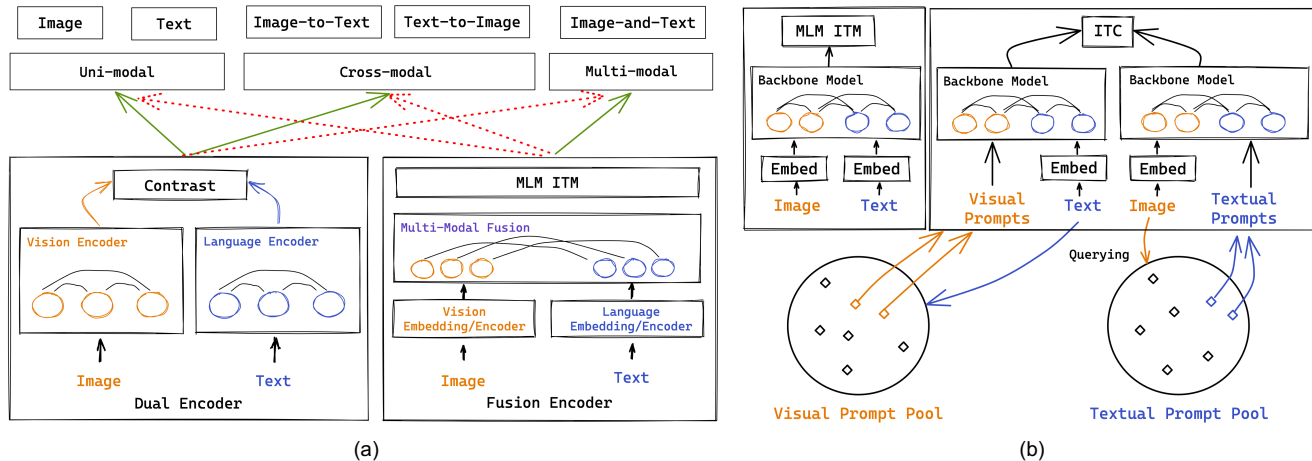 Image
Text
Image-to-Text
Text-to-Image
Image-and-Text
Uni-modal
Cross-modal
Multi-modal
Contrast
Vision Encoder
Language Encoder
Image
Text
Dual Encoder
MLM ITM
Multi-Modal Fusion
Vision
Embedding/Encoder
Language
Embedding/Encoder
Image
Text
Fusion Encoder
(a)
MLM ITM
Backbone Model
Embed
Embed
Image
Text
ITC
Backbone Model
Backbone Model
Embed
Embed
Visual
Prompts
Text
Image
Textual
Prompts
Querying
Visual Prompt Pool
Textual Prompt Pool
(b)